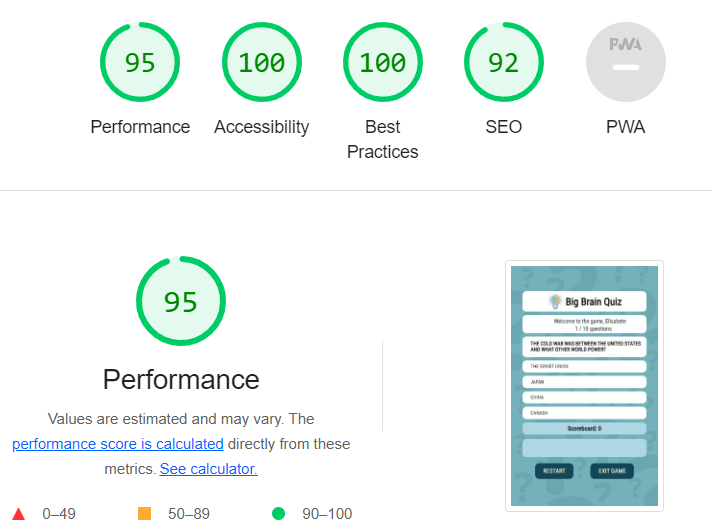 95
100
100
92
PWA
Performance
Accessibility
Best
Practices
SEO
PWA
95
Performance
Values are estimated and may vary. The
performance score is calculated directly from these
metrics. See calculator.
0–49
50–89
90–100
Big Brain Quiz
Welcome to the game, Elisabete
1 / 10 questions
THE COLD WAR WAS BETWEEN THE UNITED STATES
AND WHAT OTHER WORLD POWER?
THE SOVIET UNION
JAPAN
CHINA
CANADA
Scoreboard: 0
RESTART
EXIT GAME